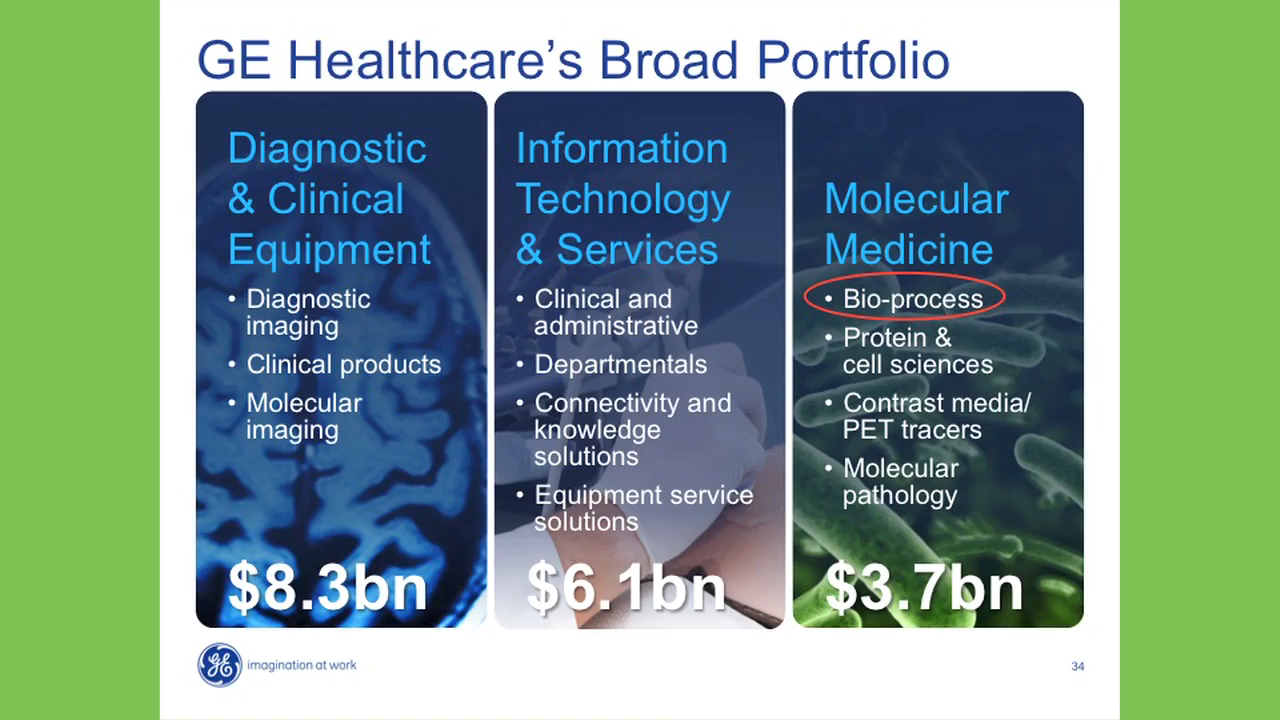 GE Healthcare's Broad Portfolio
Diagnostic
& Clinical
Equipment
• Diagnostic
imaging
• Clinical products
• Molecular
imaging
$8.3bn
Information
Technology
& Services
• Clinical and
administrative
• Departmentals
• Connectivity and
knowledge
solutions
• Equipment service
solutions
$6.1bn
Molecular
Medicine
• Bio-process
• Protein &
cell sciences
• Contrast media/
PET tracers
• Molecular
pathology
$3.7bn
GE imagination at work
34